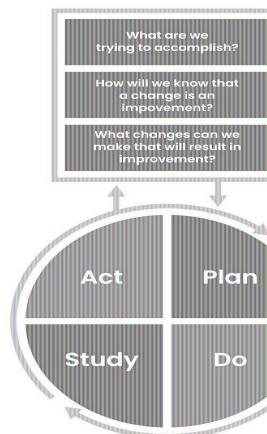 What are we
trying to accomplish?
How will we know that
a change is an
impovement?
What changes can we
make that will result in
improvement?
Act
Plan
Study
Do